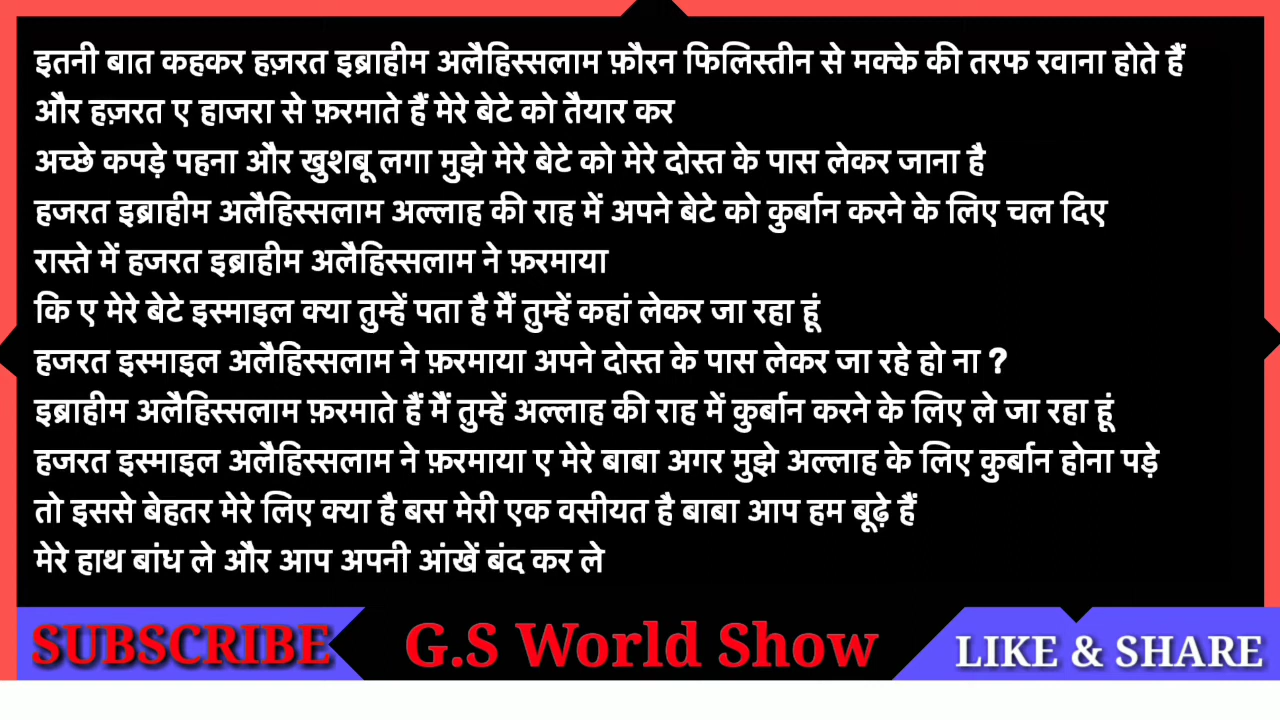 इतनी बात कहकर हज़रत इब्राहीम अलैहिस्सलाम फ़ौरन फिलिस्तीन से मक्के की तरफ रवाना होते हैं
और हज़रत ए हाजरा से फ़रमाते हैं मेरे बेटे को तैयार कर
अच्छे कपड़े पहना और खुशबू लगा मुझे मेरे बेटे को मेरे दोस्त के पास लेकर जाना है
हजरत इब्राहीम अलैहिस्सलाम अल्लाह की राह में अपने बेटे को कुर्बान करने के लिए चल दिए
रास्ते में हजरत इब्राहीम अलैहिस्सलाम ने फ़रमाया
कि ए मेरे बेटे इस्माइल क्या तुम्हें पता है मैं तुम्हें कहां लेकर जा रहा हूं
हजरत इस्माइल अलैहिस्सलाम ने फ़रमाया अपने दोस्त के पास लेकर जा रहे हो ना ?
इब्राहीम अलैहिस्सलाम फ़रमाते हैं मैं तुम्हें अल्लाह की राह में कुर्बान करने के लिए ले जा रहा हूं
हजरत इस्माइल अलैहिस्सलाम ने फ़रमाया ए मेरे बाबा अगर मुझे अल्लाह के लिए कुर्बान होना पड़े
तो इससे बेहतर मेरे लिए क्या है बस मेरी एक वसीयत है बाबा आप हम बूढ़े हैं
मेरे हाथ बांध ले और आप अपनी आंखें बंद कर ले
SUBSCRIBE G.S World Show LIKE & SHARE